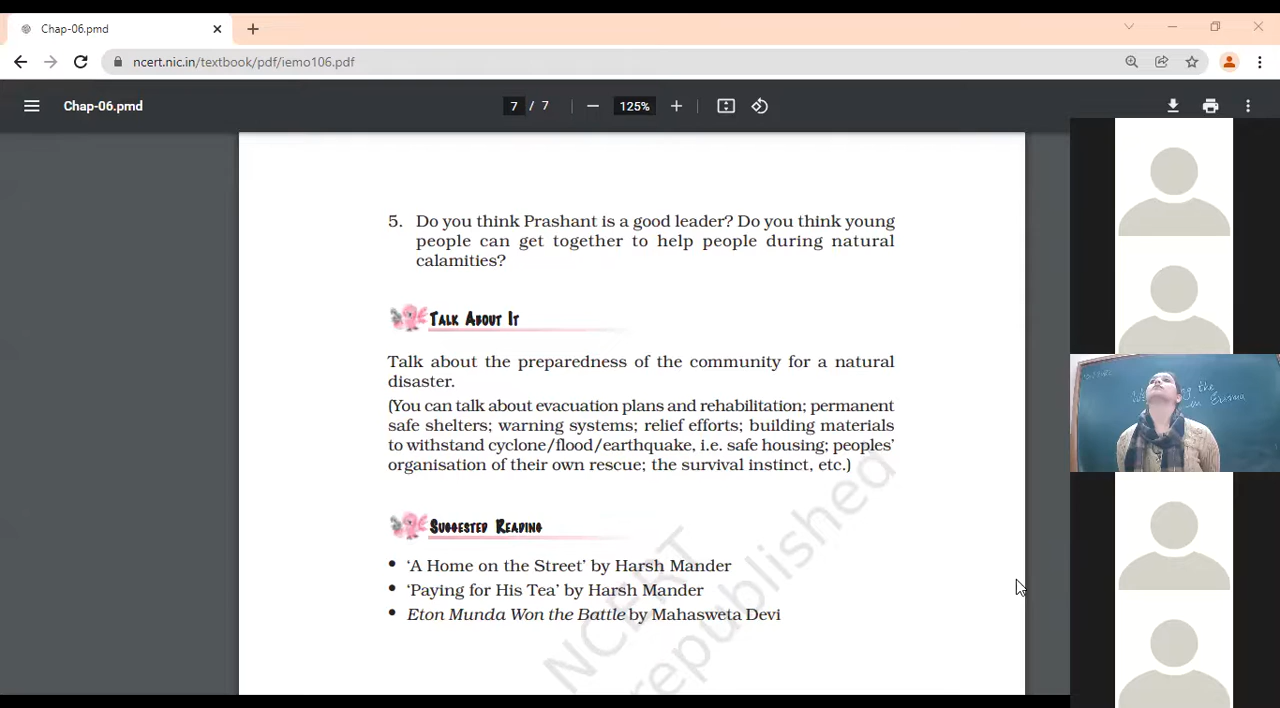 Chap-06.pmd
ncert.nic.in/textbook/pdf/iemo106.pdf
Chap-06.pmd
7 / 7
125%
5. Do you think Prashant is a good leader? Do you think young
people can get together to help people during natural
calamities?
TALK ABOUT IT
Talk about the preparedness of the community for a natural
disaster.
(You can talk about evacuation plans and rehabilitation; permanent
safe shelters; warning systems; relief efforts; building materials
to withstand cyclone/flood/earthquake, i.e. safe housing; peoples’
organisation of their own rescue; the survival instinct, etc.)
SUGGESTED READING
• ‘A Home on the Street’ by Harsh Mander
• ‘Paying for His Tea’ by Harsh Mander
• Eton Munda Won the Battle by Mahasweta Devi
NCERT
republished
the
in Ersama